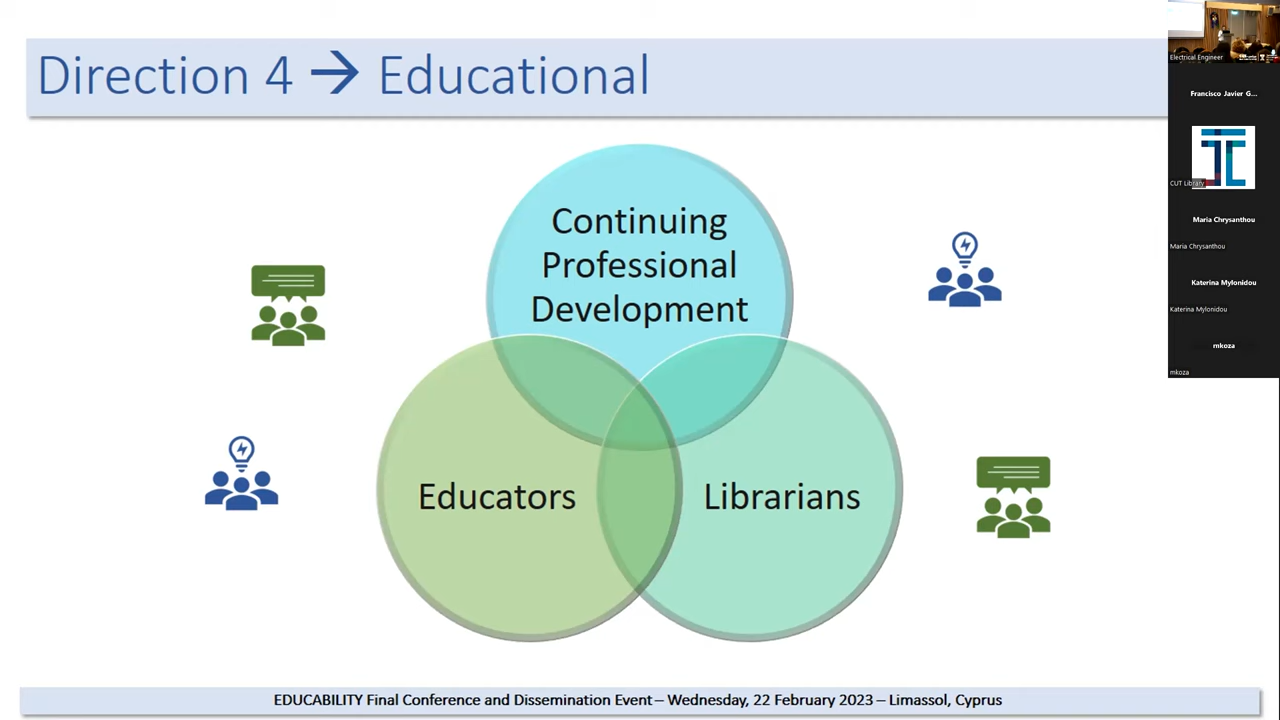 Direction 4 → Educational
Continuing
Professional
Development
Educators
Librarians
EDUCABILITY Final Conference and Dissemination Event – Wednesday, 22 February 2023 – Limassol, Cyprus
Electrical Engineer
Francisco Javier G...
CUT Library
Maria Chrysanthou
Maria Chrysanthou
Katerina Mylonidou
Katerina Mylonidou
mkoza
mkoza